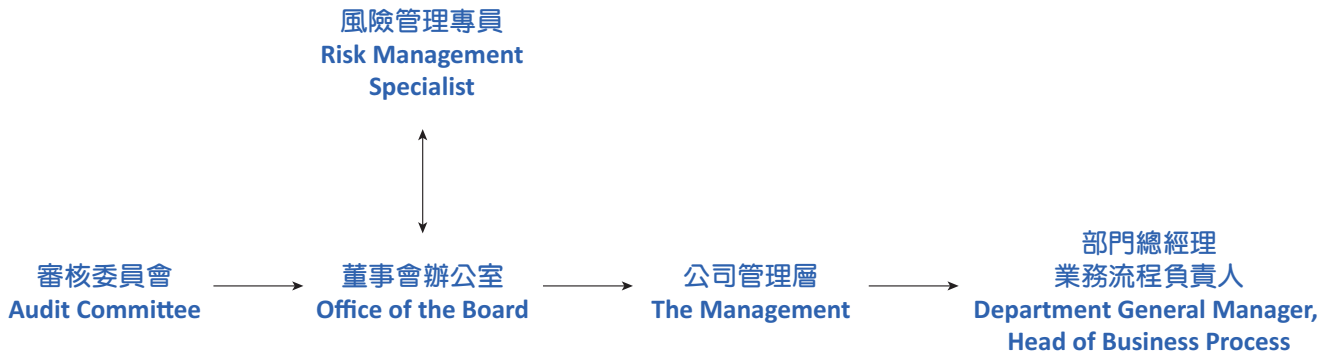 風險管理專員
Risk Management
Specialist
審核委員會
Audit Committee
董事會辦公室
Office of the Board
公司管理層
The Management
部門總經理
業務流程負責人
Department General Manager,
Head of Business Process